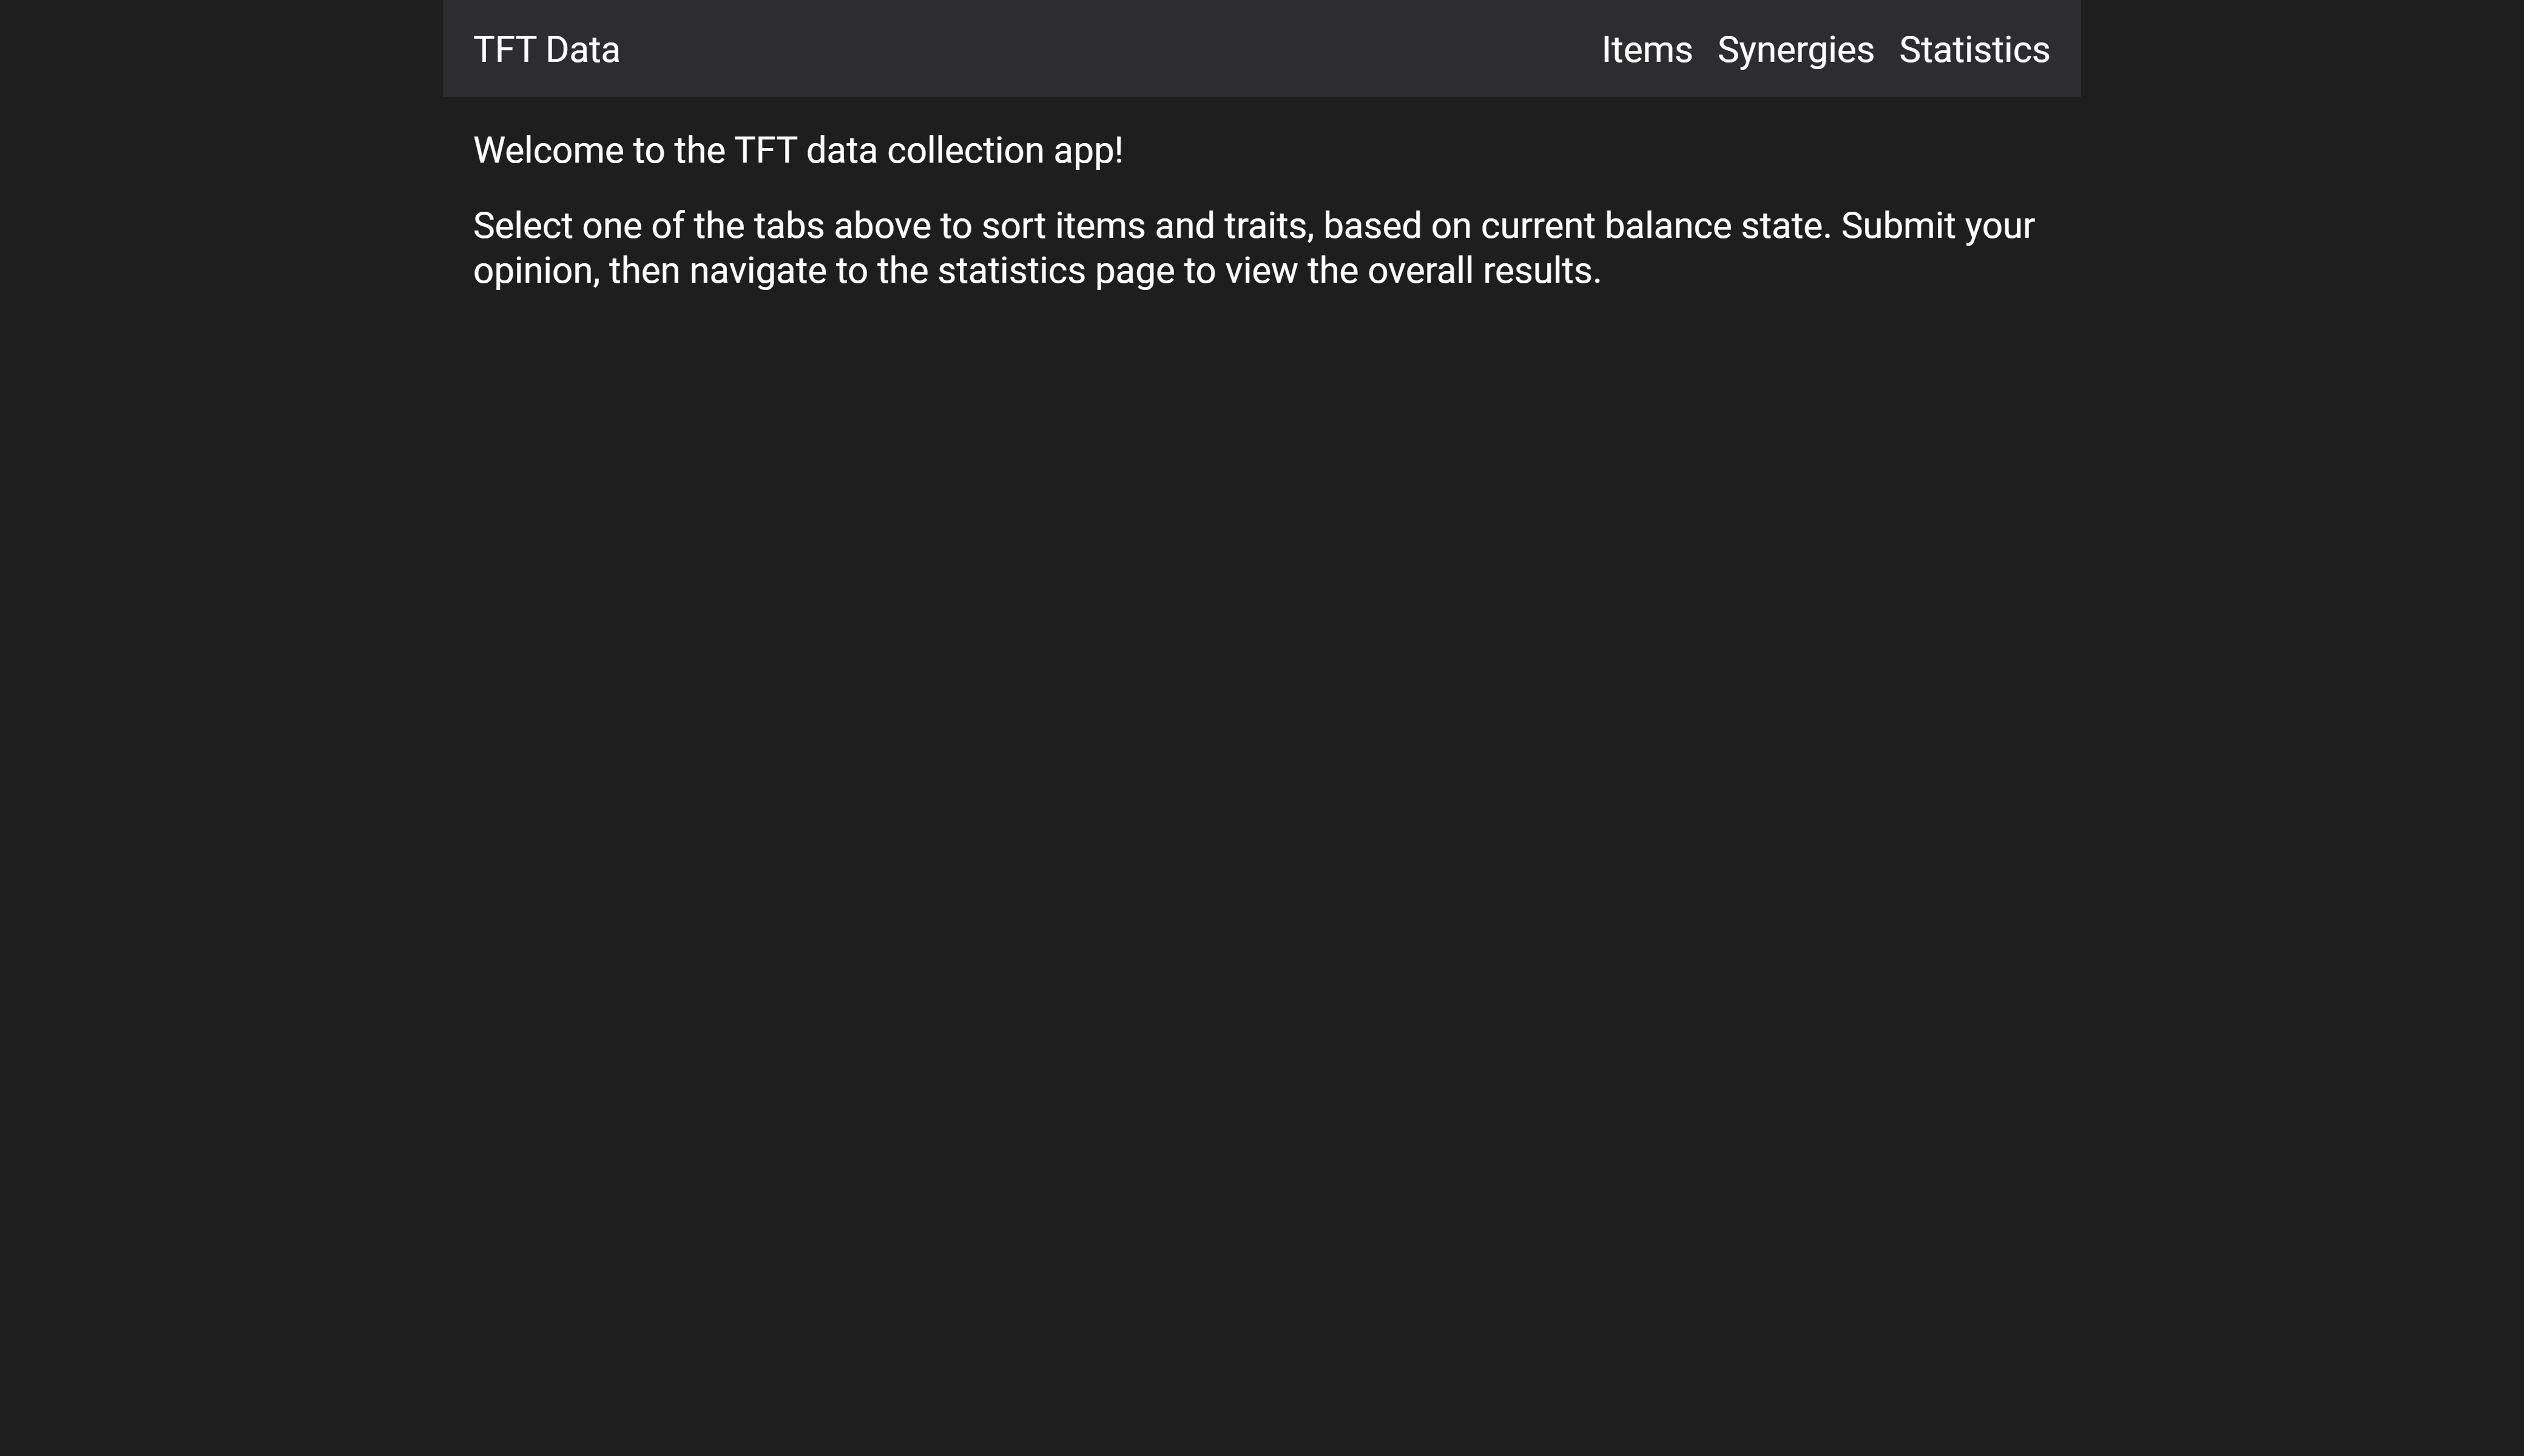 TFT Data
Items Synergies Statistics
Welcome to the TFT data collection app!
Select one of the tabs above to sort items and traits, based on current balance state. Submit your
opinion, then navigate to the statistics page to view the overall results.